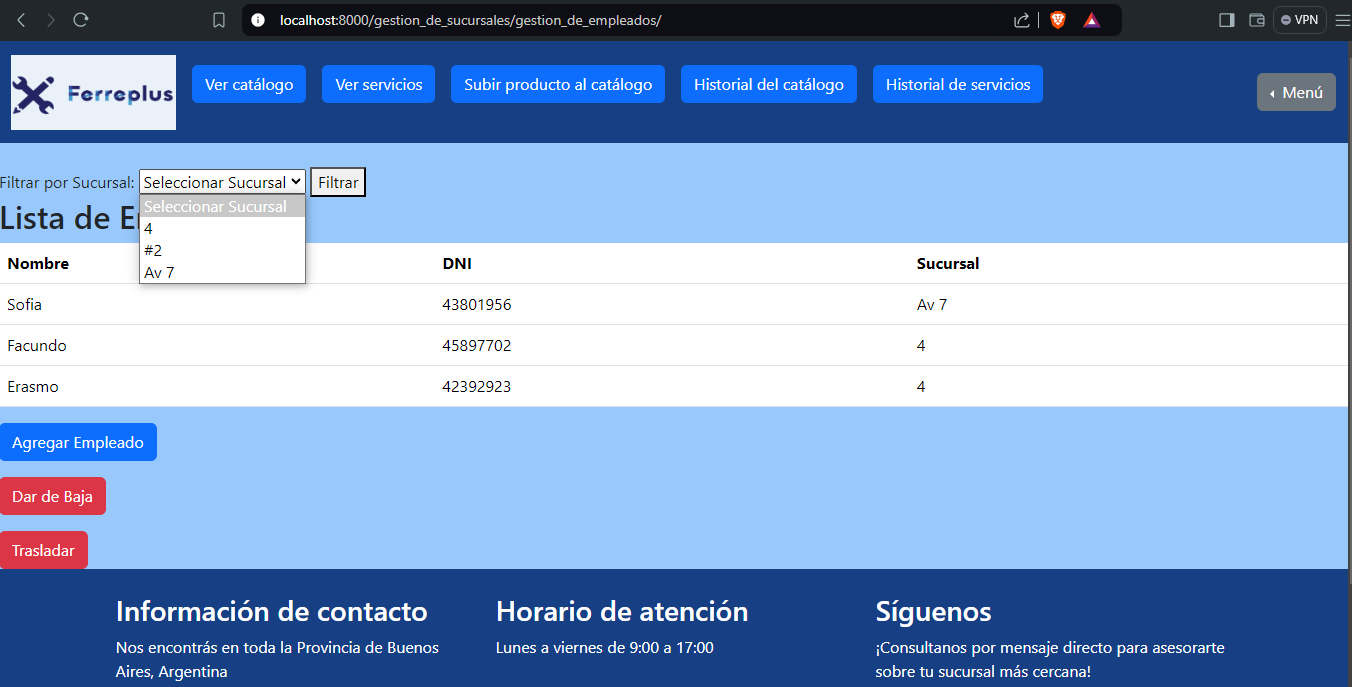 localhost:8000/gestion_de_sucursales/gestion_de_empleados/
VPN
Ferreplus
Ver catálogo
Ver servicios
Subir producto al catálogo
Historial del catálogo
Historial de servicios
Menú
Filtrar por Sucursal: Seleccionar Sucursal Filtrar
Seleccionar Sucursal
4
#2
Av 7
Lista de
Nombre DNI Sucursal
Sofia 43801956 Av 7
Facundo 45897702 4
Erasmo 42392923 4
Agregar Empleado
Dar de Baja
Trasladar
Información de contacto
Nos encontrás en toda la Provincia de Buenos
Aires, Argentina
Horario de atención
Lunes a viernes de 9:00 a 17:00
Síguenos
¡Consultanos por mensaje directo para asesorarte
sobre tu sucursal más cercana!